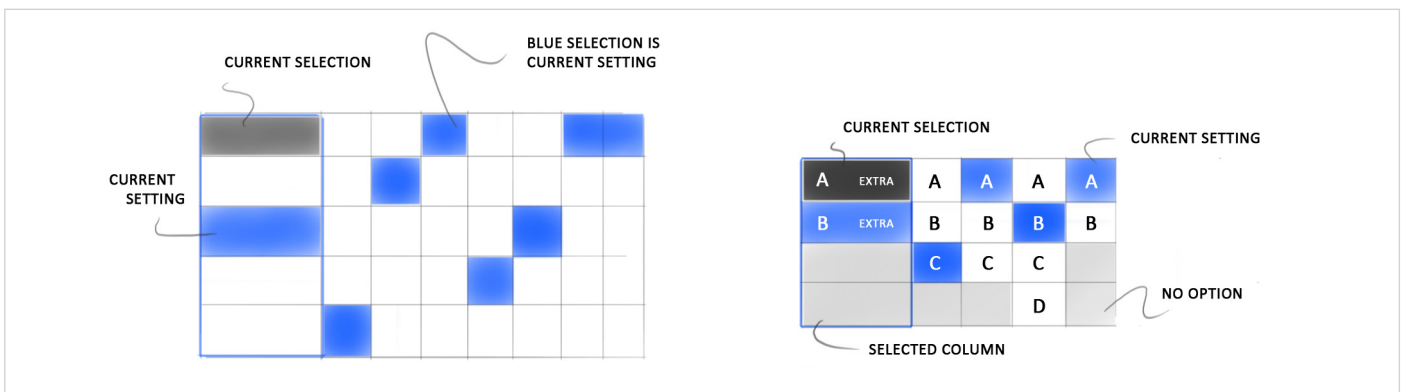 CURRENT SELECTION
BLUE SELECTION IS
CURRENT SETTING
CURRENT
SETTING
CURRENT SELECTION
CURRENT SETTING
A EXTRA A A A A
B EXTRA B B B B
C C C
D
NO OPTION
SELECTED COLUMN